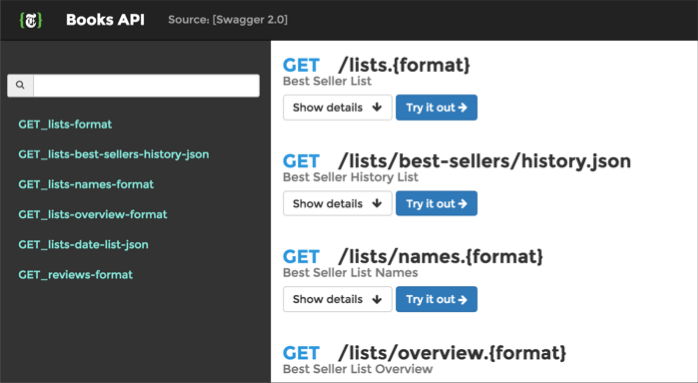 {T} Books API Source: [Swagger 2.0]
GET_lists-format
GET_lists-best-sellers-history-json
GET_lists-names-format
GET_lists-overview-format
GET_lists-date-list-json
GET_reviews-format
GET /lists.{format}
Best Seller List
Show details Try it out
GET /lists/best-sellers/history.json
Best Seller History List
Show details Try it out
GET /lists/names.{format}
Best Seller List Names
Show details Try it out
GET /lists/overview.{format}
Best Seller List Overview